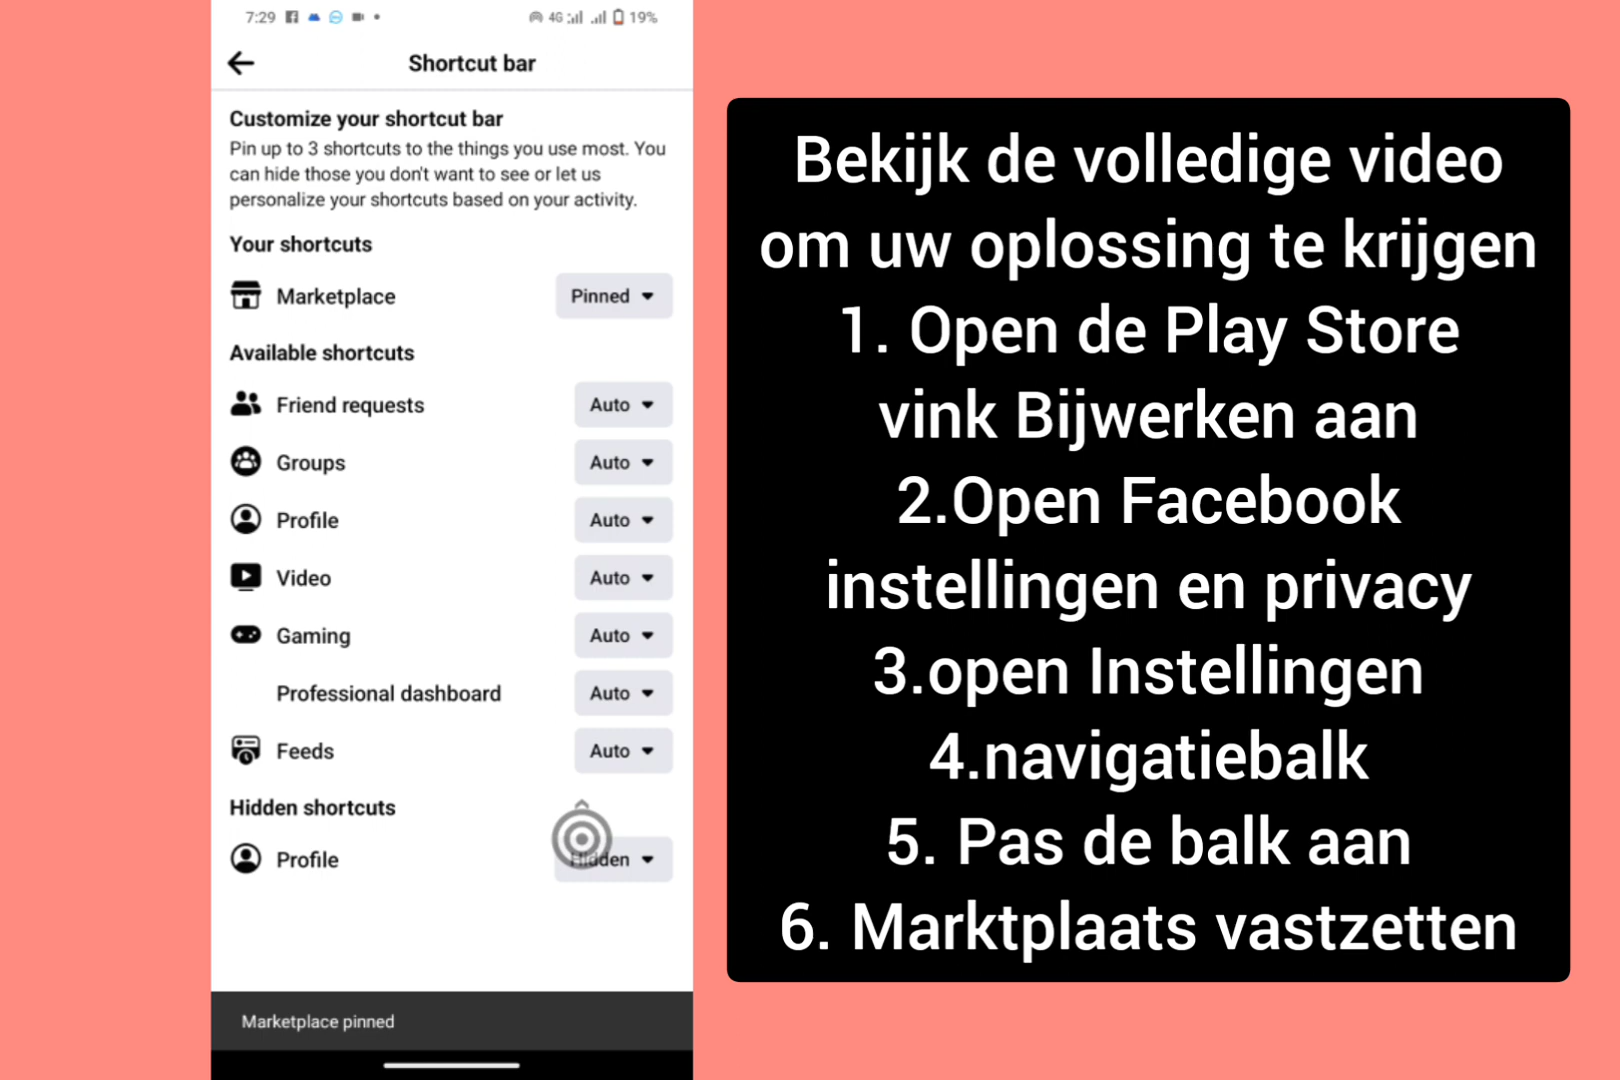 7:29
4G
19%
Shortcut bar
Customize your shortcut bar
Pin up to 3 shortcuts to the things you use most. You
can hide those you don't want to see or let us
personalize your shortcuts based on your activity.
Your shortcuts
Marketplace
Pinned
Available shortcuts
Friend requests
Auto
Groups
Auto
Profile
Auto
Video
Auto
Gaming
Auto
Professional dashboard
Auto
Feeds
Auto
Hidden shortcuts
Profile
Hidden
Marketplace pinned
Bekijk de volledige video
om uw oplossing te krijgen
1. Open de Play Store
vink Bijwerken aan
2.Open Facebook
instellingen en privacy
3.open Instellingen
4.navigatiebalk
5. Pas de balk aan
6. Marktplaats vastzetten